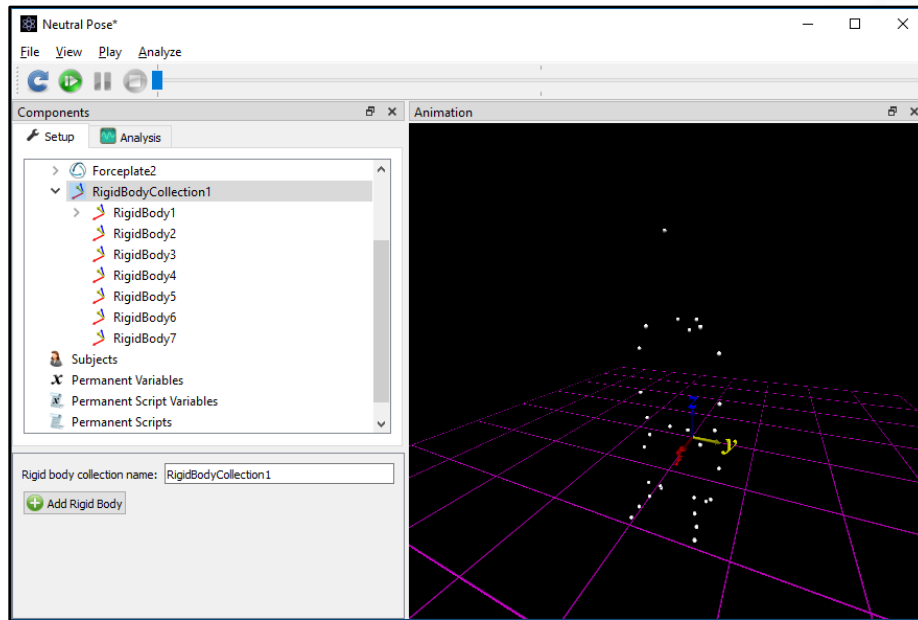 Neutral Pose*
File View Play Analyze
Components
Animation
Setup Analysis
Forceplate2
RigidBodyCollection1
RigidBody1
RigidBody2
RigidBody3
RigidBody4
RigidBody5
RigidBody6
RigidBody7
Subjects
Permanent Variables
Permanent Script Variables
Permanent Scripts
Rigid body collection name: RigidBodyCollection1
Add Rigid Body
y